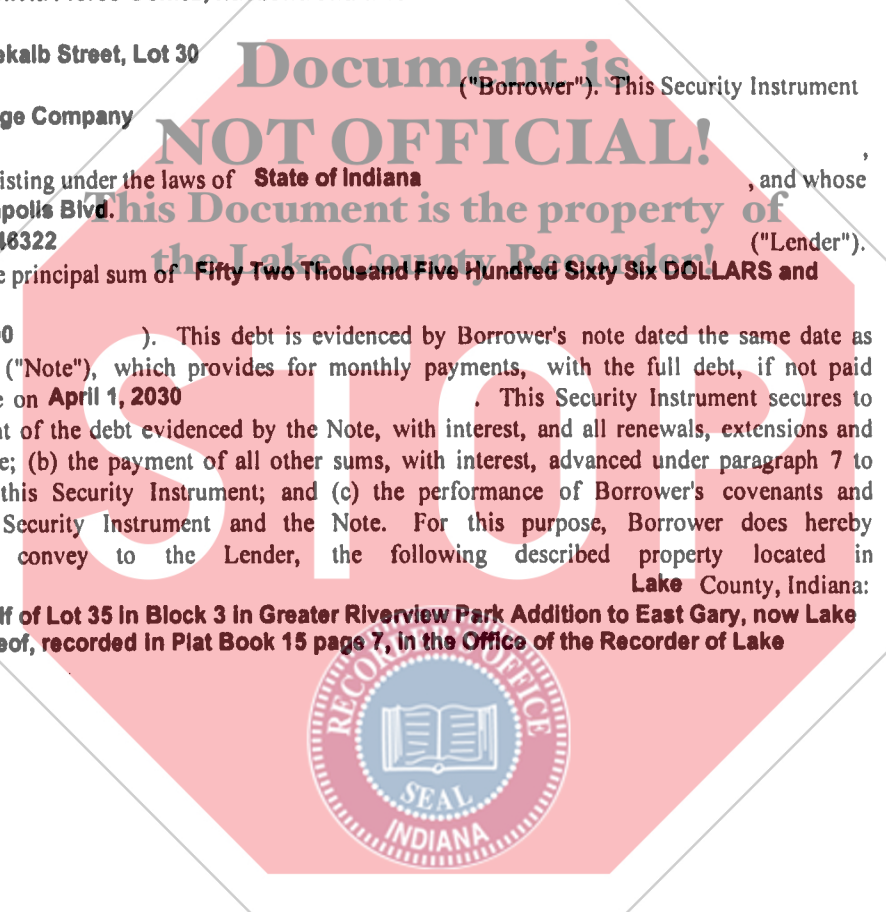 ekalb Street, Lot 30
Document is
("Borrower"). This Security Instrument
ge Company
NOT OFFICIAL!
,
isting under the laws of State of Indiana , and whose
polis Blvd.
This Document is the property of
46322 ("Lender").
the Lake County Recorder!
e principal sum of Fifty Two Thousand Five Hundred Sixty Six DOLLARS and
0 ). This debt is evidenced by Borrower's note dated the same date as
("Note"), which provides for monthly payments, with the full debt, if not paid
e on April 1, 2030 . This Security Instrument secures to
nt of the debt evidenced by the Note, with interest, and all renewals, extensions and
e; (b) the payment of all other sums, with interest, advanced under paragraph 7 to
this Security Instrument; and (c) the performance of Borrower's covenants and
Security Instrument and the Note. For this purpose, Borrower does hereby
convey to the Lender, the following described property located in
STOP
Lake County, Indiana:
lf of Lot 35 in Block 3 in Greater Riverview Park Addition to East Gary, now Lake
eof, recorded in Plat Book 15 page 7, in the Office of the Recorder of Lake
RECORDER'S OFFICE
SEAL
INDIANA